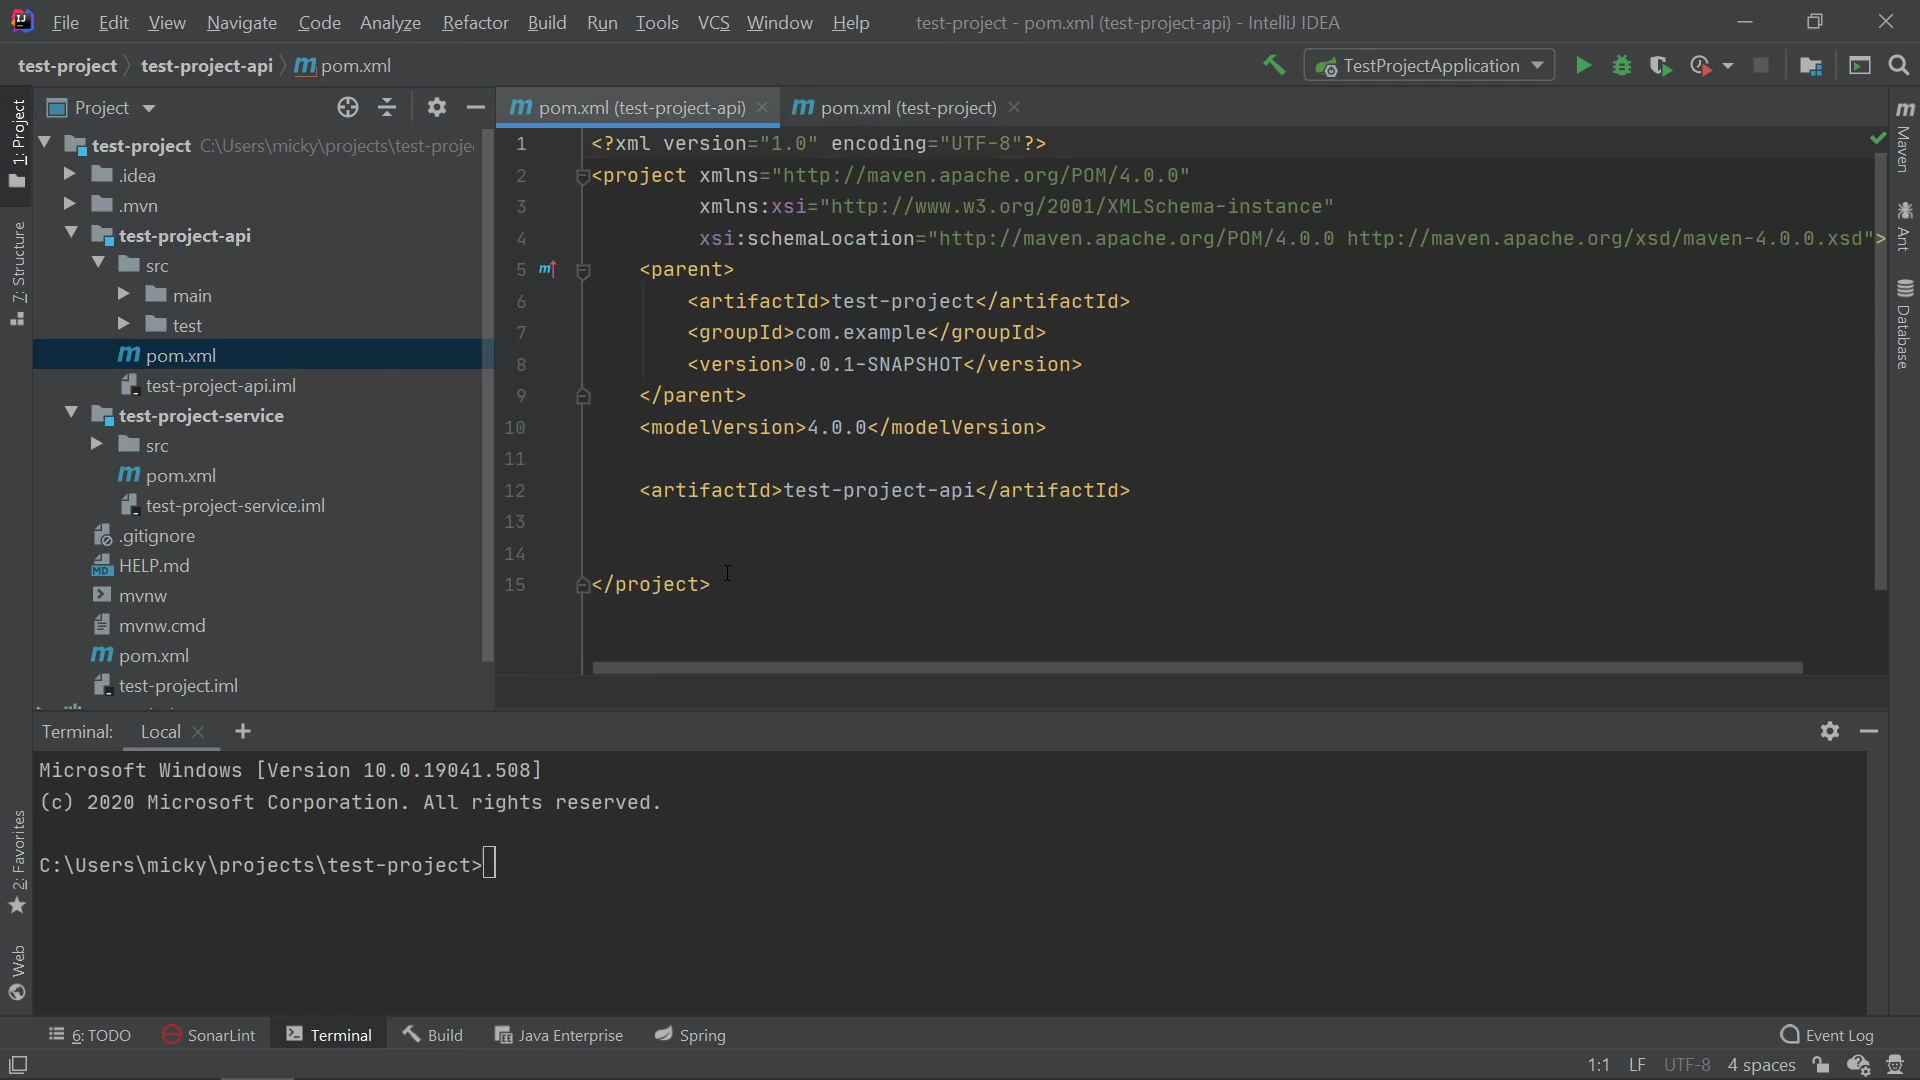 File Edit View Navigate Code Analyze Refactor Build Run Tools VCS Window Help test-project - pom.xml (test-project-api) - IntelliJ IDEA
test-project test-project-api pom.xml TestProjectApplication
Project
pom.xml (test-project-api) pom.xml (test-project)
test-project C:\Users\micky\projects\test-proje
.idea
.mvn
test-project-api
src
main
test
pom.xml
test-project-api.iml
test-project-service
src
pom.xml
test-project-service.iml
.gitignore
HELP.md
mvnw
mvnw.cmd
pom.xml
test-project.iml
1 <?xml version="1.0" encoding="UTF-8"?>
2 <project xmlns="http://maven.apache.org/POM/4.0.0"
3 xmlns:xsi="http://www.w3.org/2001/XMLSchema-instance"
4 xsi:schemaLocation="http://maven.apache.org/POM/4.0.0 http://maven.apache.org/xsd/maven-4.0.0.xsd">
5 <parent>
6 <artifactId>test-project</artifactId>
7 <groupId>com.example</groupId>
8 <version>0.0.1-SNAPSHOT</version>
9 </parent>
10 <modelVersion>4.0.0</modelVersion>
11
12 <artifactId>test-project-api</artifactId>
13
14
15 </project>
1: Project
7: Structure
2: Favorites
Web
Maven
Ant
Database
Terminal: Local
Microsoft Windows [Version 10.0.19041.508]
(c) 2020 Microsoft Corporation. All rights reserved.
C:\Users\micky\projects\test-project>
6: TODO SonarLint Terminal Build Java Enterprise Spring Event Log
1:1 LF UTF-8 4 spaces